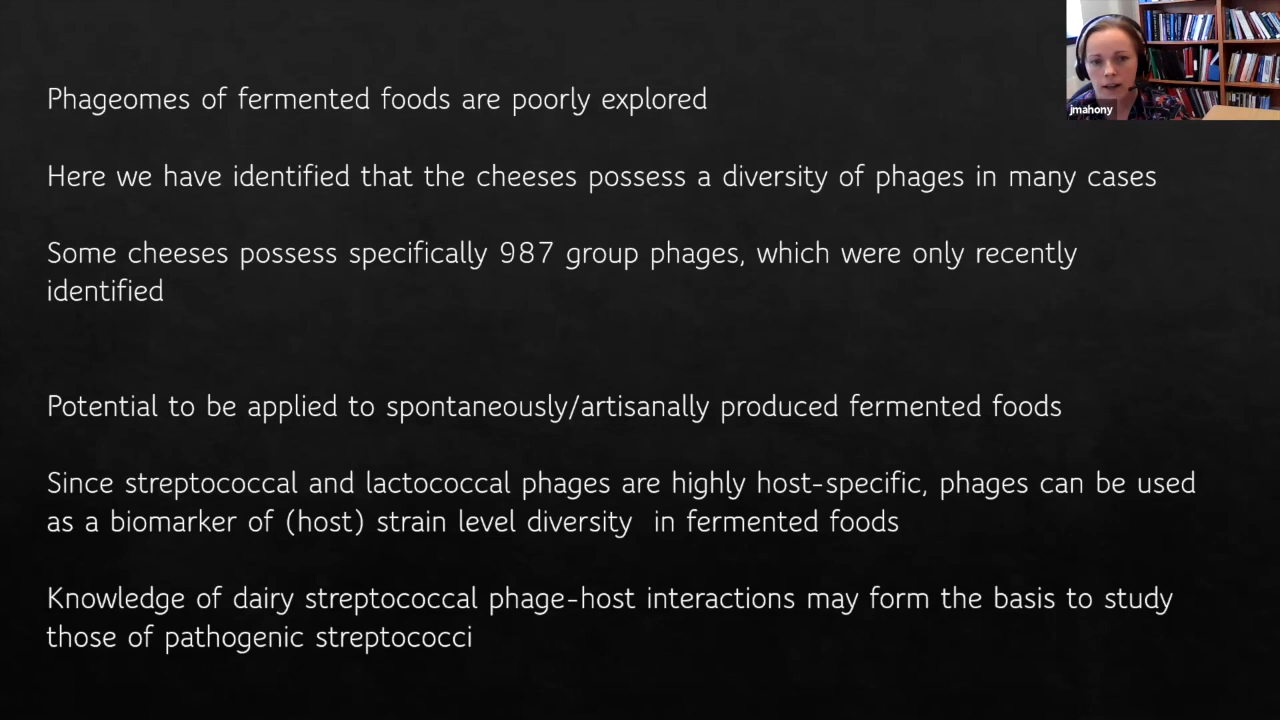 jmahony
Phageomes of fermented foods are poorly explored
Here we have identified that the cheeses possess a diversity of phages in many cases
Some cheeses possess specifically 987 group phages, which were only recently
identified
Potential to be applied to spontaneously/artisanally produced fermented foods
Since streptococcal and lactococcal phages are highly host-specific, phages can be used
as a biomarker of (host) strain level diversity  in fermented foods
Knowledge of dairy streptococcal phage-host interactions may form the basis to study
those of pathogenic streptococci